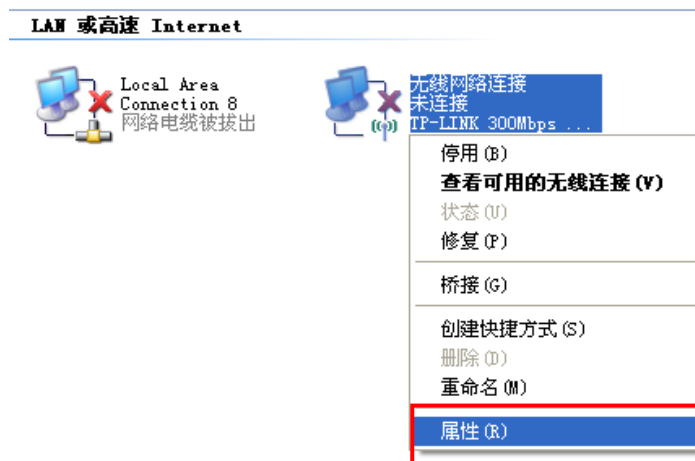 LAN 或高速 Internet
Local Area
Connection 8
网络电缆被拔出
无线网络连接
未连接
TP-LINK 300Mbps ...
停用(B)
查看可用的无线连接(V)
状态(U)
修复(P)
桥接(G)
创建快捷方式(S)
删除(D)
重命名(M)
属性(R)